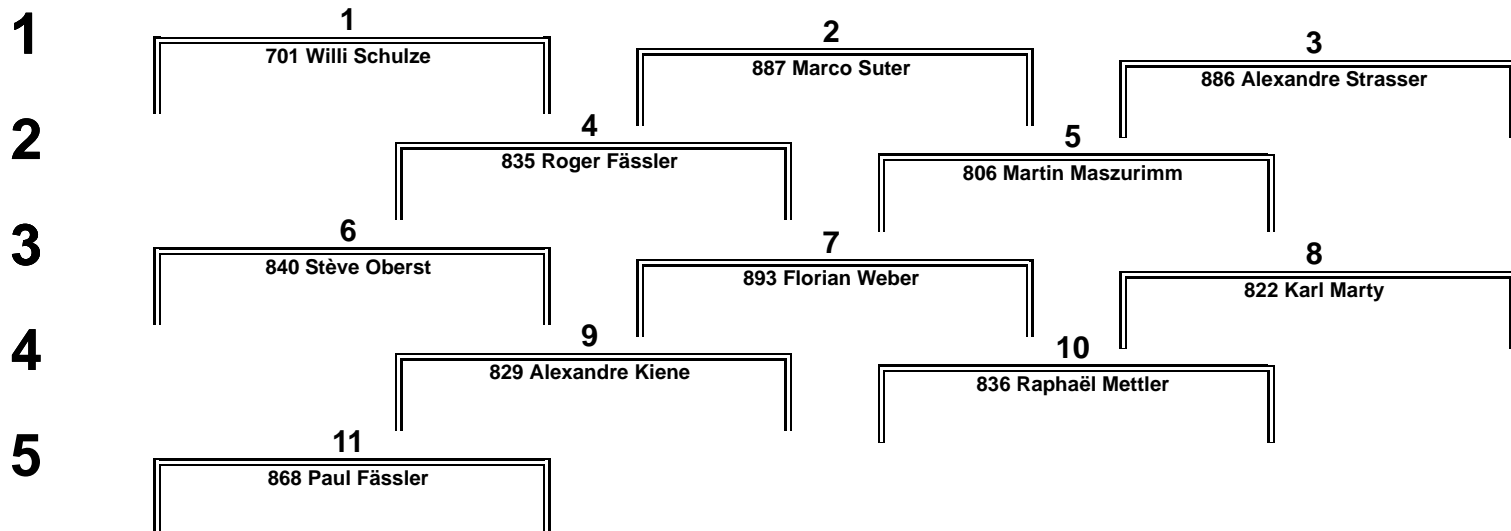 1
1
701 Willi Schulze
2
887 Marco Suter
3
886 Alexandre Strasser
2
4
835 Roger Fässler
5
806 Martin Maszurimm
3
6
840 Stève Oberst
7
893 Florian Weber
8
822 Karl Marty
4
9
829 Alexandre Kiene
10
836 Raphaël Mettler
5
11
868 Paul Fässler